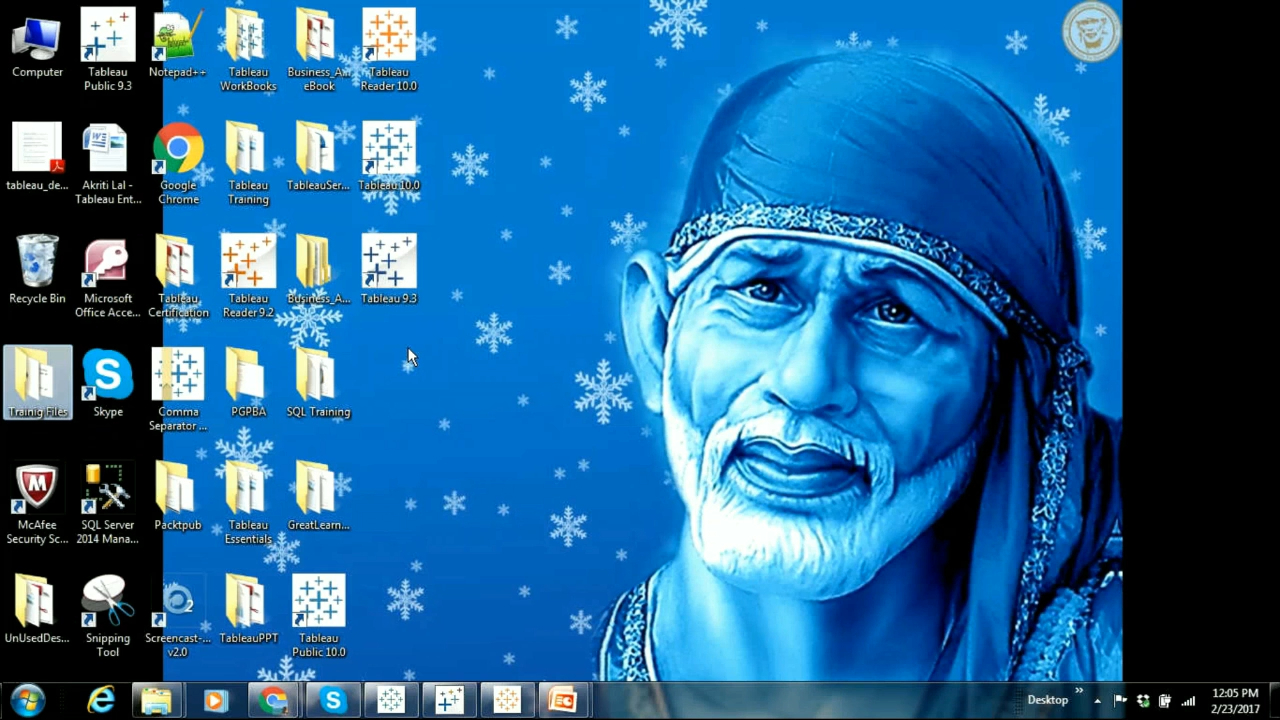 Computer
Tableau
Public 9.3
Notepad++
Tableau
WorkBooks
Business_An...
eBook
Tableau
Reader 10.0
tableau_de...
Akriti Lal -
Tableau Ent...
Google
Chrome
Tableau
Training
TableauSer...
Tableau 10.0
Recycle Bin
Microsoft
Office Acce...
Tableau
Certification
Tableau
Reader 9.2
Business_A...
Tableau 9.3
Trainig Files
Skype
Comma
Separator ...
PGPBA
SQL Training
McAfee
Security Sc...
SQL Server
2014 Mana...
Packtpub
Tableau
Essentials
GreatLearn...
UnUsedDes...
Snipping
Tool
Screencast-...
v2.0
TableauPPT
Tableau
Public 10.0
Desktop
12:05 PM
2/23/2017